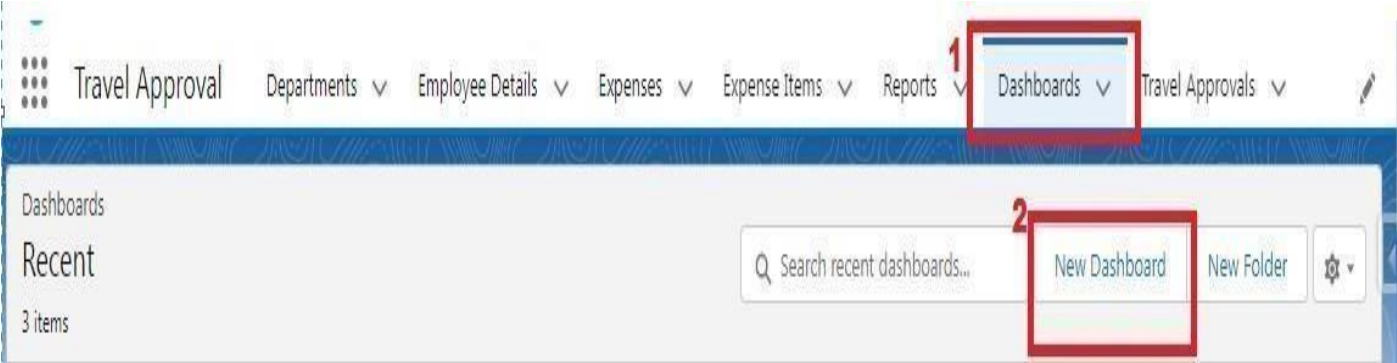 1
Travel Approval Departments Employee Details Expenses Expense Items Reports Dashboards Travel Approvals
Dashboards
2
Recent
Search recent dashboards... New Dashboard New Folder
3 items